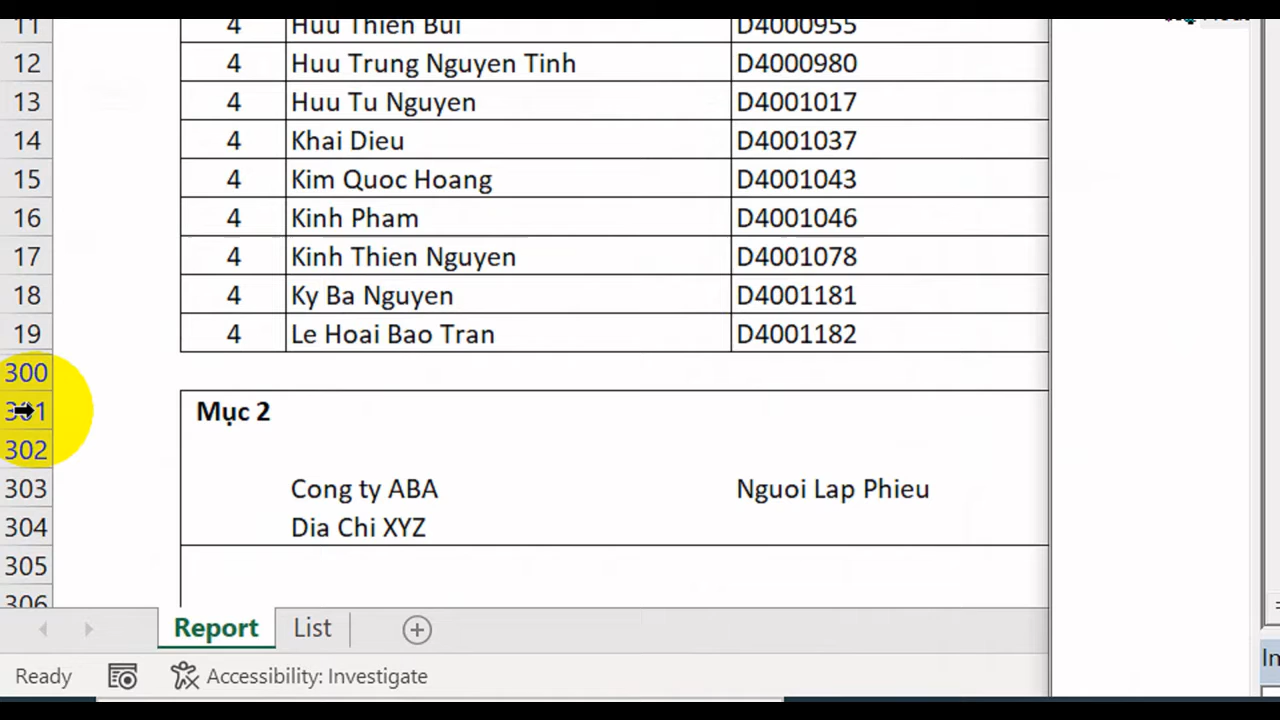 11 4 Huu Thien Bui D4000955
12 4 Huu Trung Nguyen Tinh D4000980
13 4 Huu Tu Nguyen D4001017
14 4 Khai Dieu D4001037
15 4 Kim Quoc Hoang D4001043
16 4 Kinh Pham D4001046
17 4 Kinh Thien Nguyen D4001078
18 4 Ky Ba Nguyen D4001181
19 4 Le Hoai Bao Tran D4001182
300
301 Mục 2
302
303 Cong ty ABA Nguoi Lap Phieu
304 Dia Chi XYZ
305
306
Report List
Ready Accessibility: Investigate